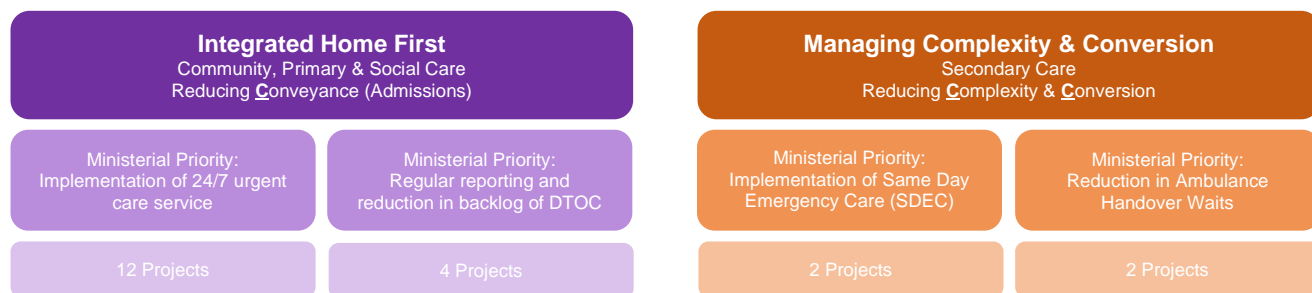 Integrated Home First
Community, Primary & Social Care
Reducing Conveyance (Admissions)
Managing Complexity & Conversion
Secondary Care
Reducing Complexity & Conversion
Ministerial Priority:
Implementation of 24/7 urgent
care service
Ministerial Priority:
Regular reporting and
reduction in backlog of DTOC
Ministerial Priority:
Implementation of Same Day
Emergency Care (SDEC)
Ministerial Priority:
Reduction in Ambulance
Handover Waits
12 Projects
4 Projects
2 Projects
2 Projects